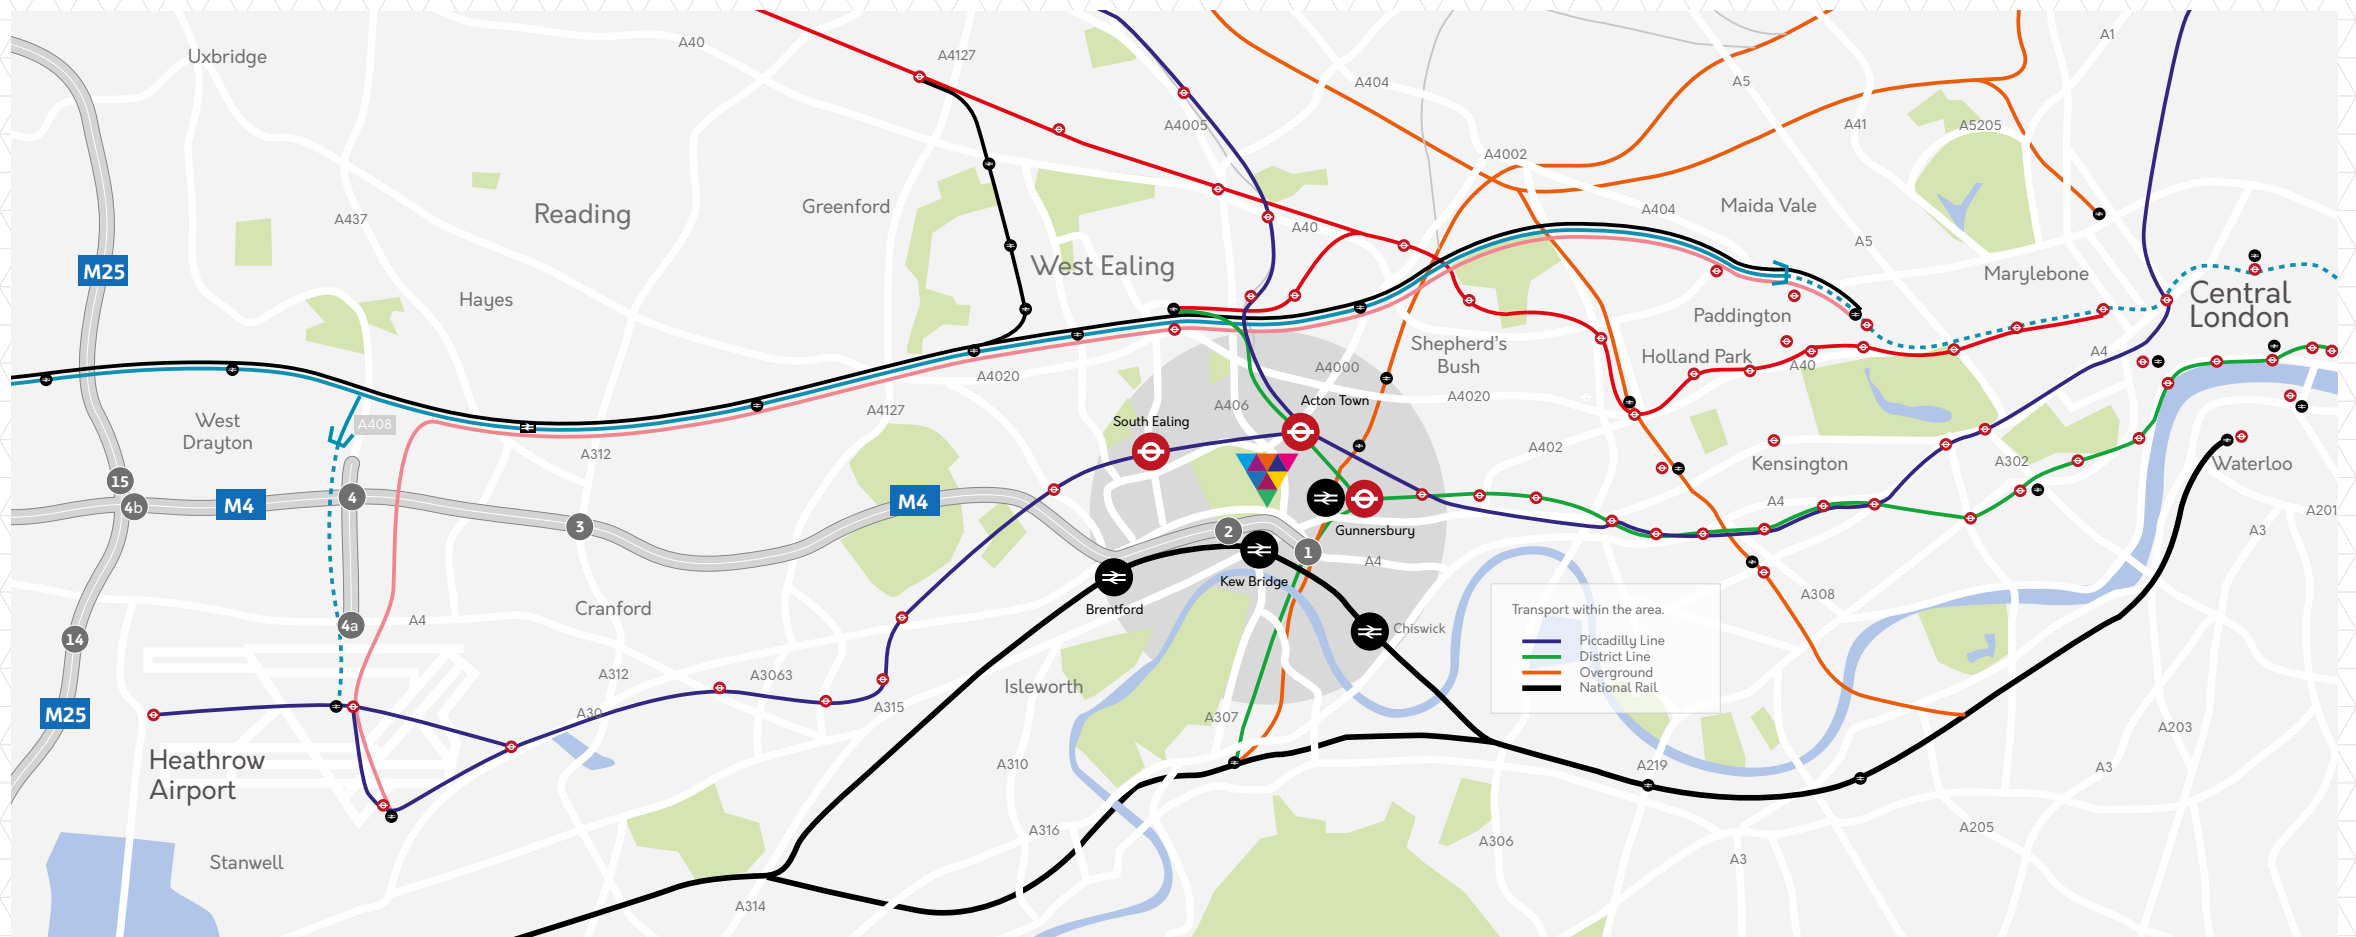 Uxbridge
A40
A4127
A404
A5
A1
A4005
A41
A5205
A4002
A437
Reading
Greenford
A404
Maida Vale
A40
A5
M25
West Ealing
Marylebone
Hayes
Central
London
Paddington
Shepherd's
Bush
Holland Park
A4
A4000
A40
A4020
A4020
A406
Acton Town
A4127
West
Drayton
A408
South Ealing
A312
A402
Kensington
A302
Waterloo
15
4b
M4
4
M4
3
A4
A201
2
1
Gunnersbury
A3
A4
Kew Bridge
Brentford
Cranford
A308
14
4a
A4
Chiswick
Transport within the area.
Piccadilly Line
District Line
Overground
National Rail
A312
A3063
Isleworth
M25
A30
A315
A307
A203
Heathrow
Airport
A310
A219
A3
A316
A306
A205
Stanwell
A3
A314